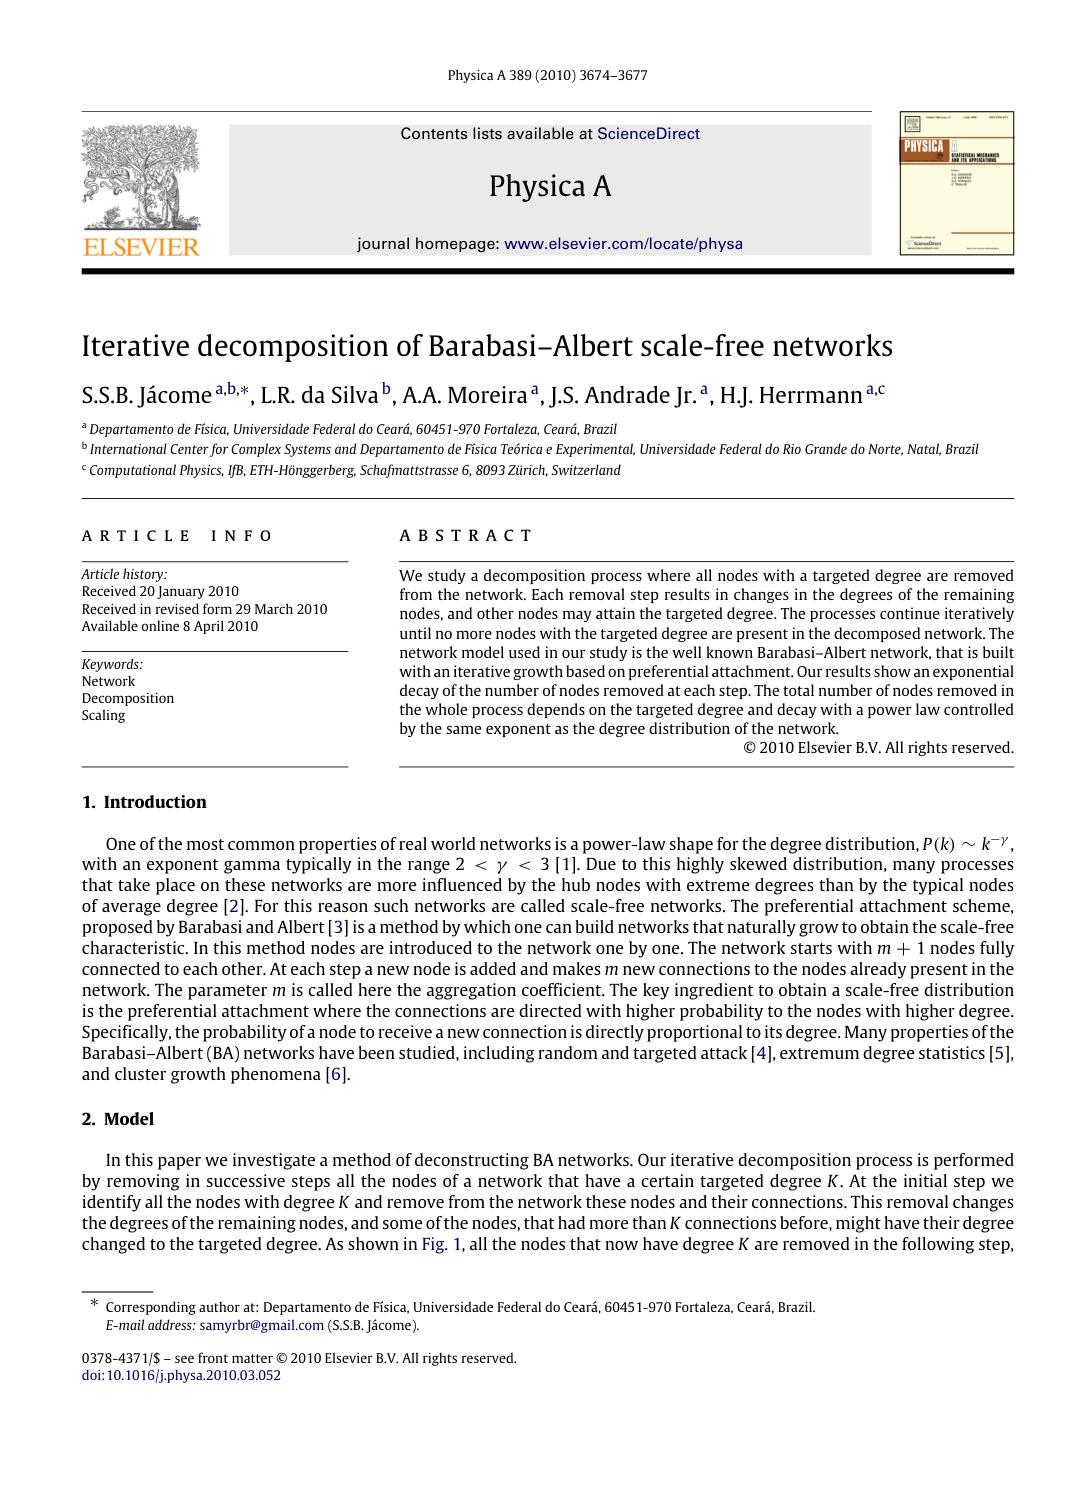 Physica A 389 (2010) 3674–3677
Contents lists available at ScienceDirect
Physica A
journal homepage: www.elsevier.com/locate/physa
ELSEVIER
PHYSICA
STATISTICAL MECHANICS
AND ITS APPLICATIONS
ScienceDirect
Iterative decomposition of Barabasi–Albert scale-free networks
S.S.B. Jácome a,b,*, L.R. da Silva b, A.A. Moreira a, J.S. Andrade Jr. a, H.J. Herrmann a,c
a Departamento de Física, Universidade Federal do Ceará, 60451-970 Fortaleza, Ceará, Brazil
b International Center for Complex Systems and Departamento de Física Teórica e Experimental, Universidade Federal do Rio Grande do Norte, Natal, Brazil
c Computational Physics, IfB, ETH-Hönggerberg, Schafmattstrasse 6, 8093 Zürich, Switzerland
ARTICLE INFO
Article history:
Received 20 January 2010
Received in revised form 29 March 2010
Available online 8 April 2010
Keywords:
Network
Decomposition
Scaling
ABSTRACT
We study a decomposition process where all nodes with a targeted degree are removed
from the network. Each removal step results in changes in the degrees of the remaining
nodes, and other nodes may attain the targeted degree. The processes continue iteratively
until no more nodes with the targeted degree are present in the decomposed network. The
network model used in our study is the well known Barabasi–Albert network, that is built
with an iterative growth based on preferential attachment. Our results show an exponential
decay of the number of nodes removed at each step. The total number of nodes removed in
the whole process depends on the targeted degree and decay with a power law controlled
by the same exponent as the degree distribution of the network.
© 2010 Elsevier B.V. All rights reserved.
1. Introduction
One of the most common properties of real world networks is a power-law shape for the degree distribution, P(k) ∼ k−γ,
with an exponent gamma typically in the range 2 < γ < 3 [1]. Due to this highly skewed distribution, many processes
that take place on these networks are more influenced by the hub nodes with extreme degrees than by the typical nodes
of average degree [2]. For this reason such networks are called scale-free networks. The preferential attachment scheme,
proposed by Barabasi and Albert [3] is a method by which one can build networks that naturally grow to obtain the scale-free
characteristic. In this method nodes are introduced to the network one by one. The network starts with m + 1 nodes fully
connected to each other. At each step a new node is added and makes m new connections to the nodes already present in the
network. The parameter m is called here the aggregation coefficient. The key ingredient to obtain a scale-free distribution
is the preferential attachment where the connections are directed with higher probability to the nodes with higher degree.
Specifically, the probability of a node to receive a new connection is directly proportional to its degree. Many properties of the
Barabasi–Albert (BA) networks have been studied, including random and targeted attack [4], extremum degree statistics [5],
and cluster growth phenomena [6].
2. Model
In this paper we investigate a method of deconstructing BA networks. Our iterative decomposition process is performed
by removing in successive steps all the nodes of a network that have a certain targeted degree K. At the initial step we
identify all the nodes with degree K and remove from the network these nodes and their connections. This removal changes
the degrees of the remaining nodes, and some of the nodes, that had more than K connections before, might have their degree
changed to the targeted degree. As shown in Fig. 1, all the nodes that now have degree K are removed in the following step,
* Corresponding author at: Departamento de Física, Universidade Federal do Ceará, 60451-970 Fortaleza, Ceará, Brazil.
E-mail address: samyrbr@gmail.com (S.S.B. Jácome).
0378-4371/$ – see front matter © 2010 Elsevier B.V. All rights reserved.
doi:10.1016/j.physa.2010.03.052